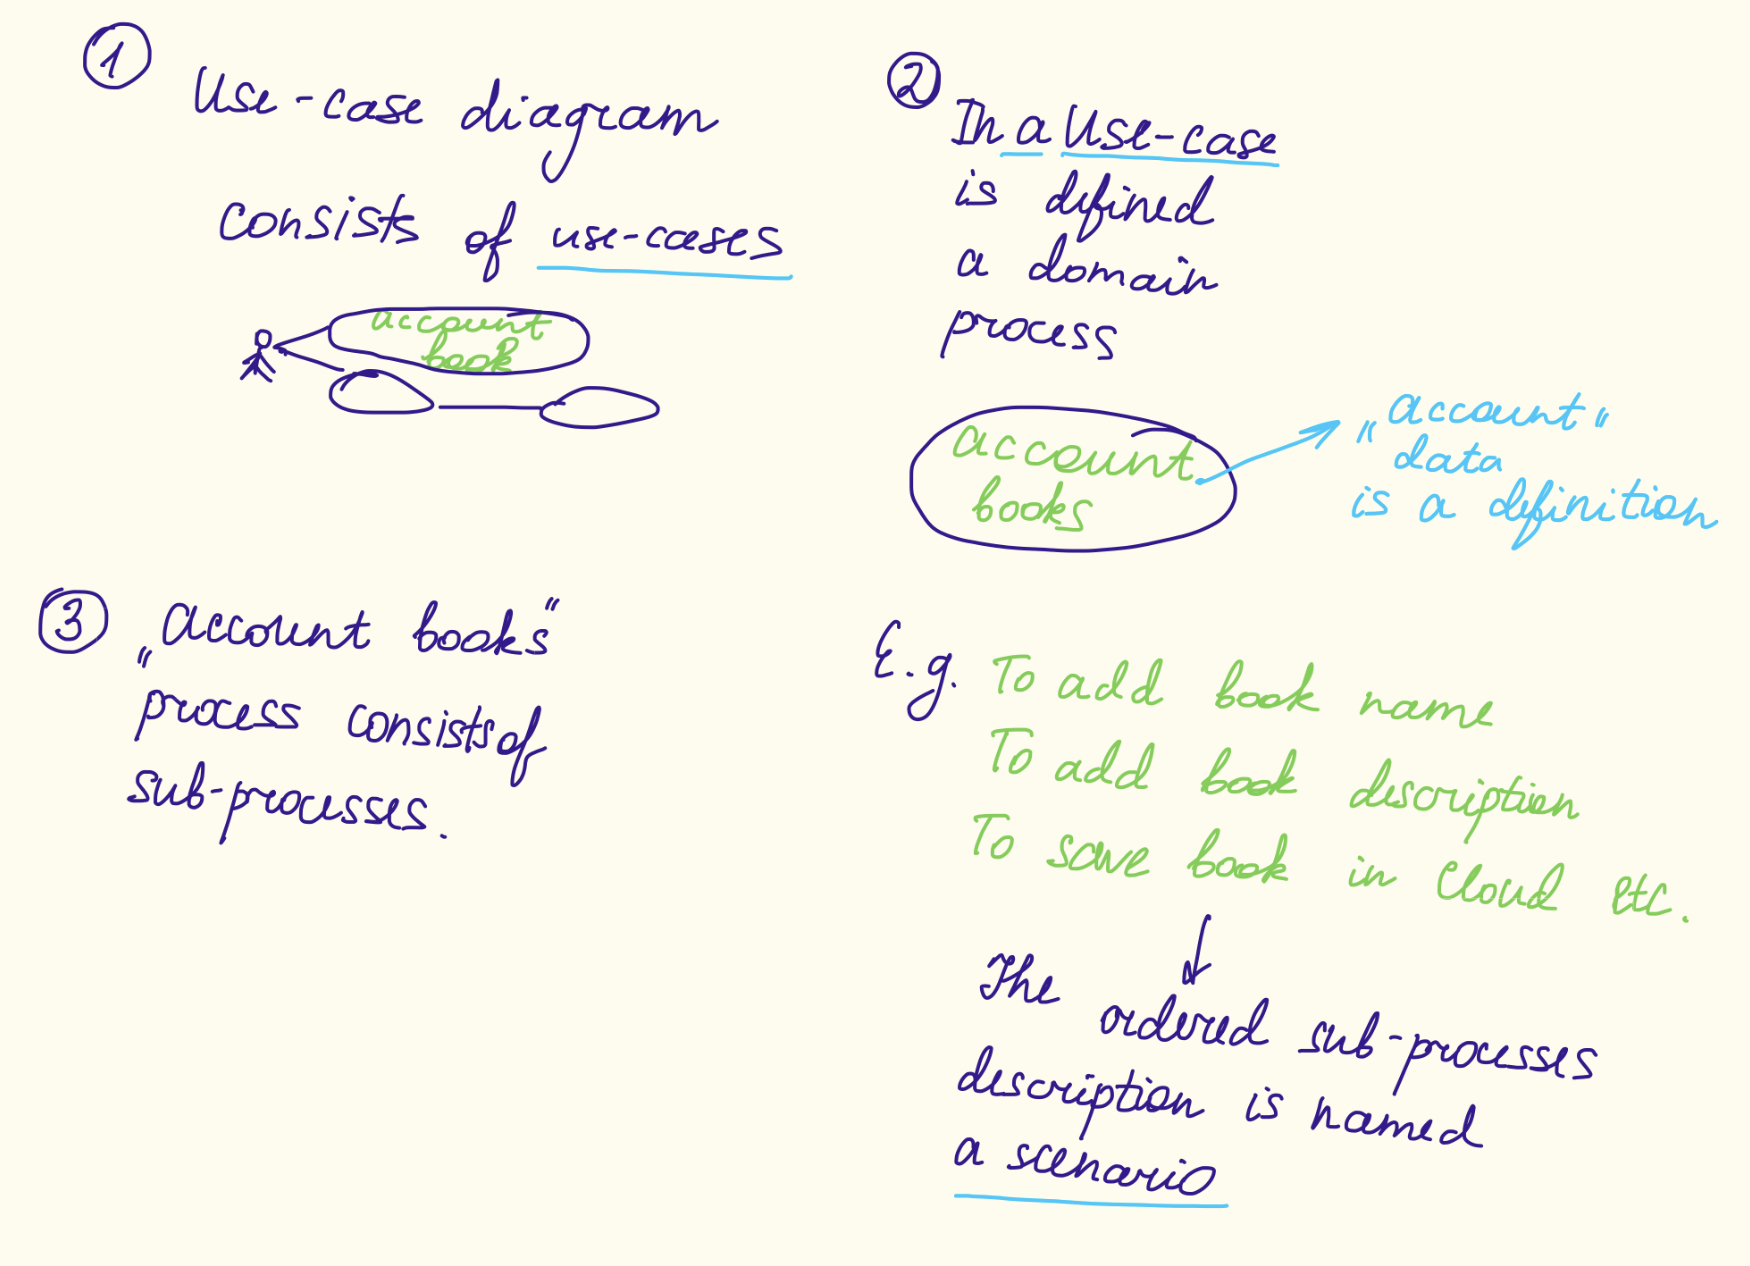 1
Use-case diagram
consists of use-cases
account
book
2
In a Use-case
is defined
a domain
process
account
books
„account“
data
is a definition
3
„account books“
process consists of
sub-processes.
E.g. To add book name
To add book description
To save book in Cloud etc.
The ordered sub-processes
description is named
a scenario